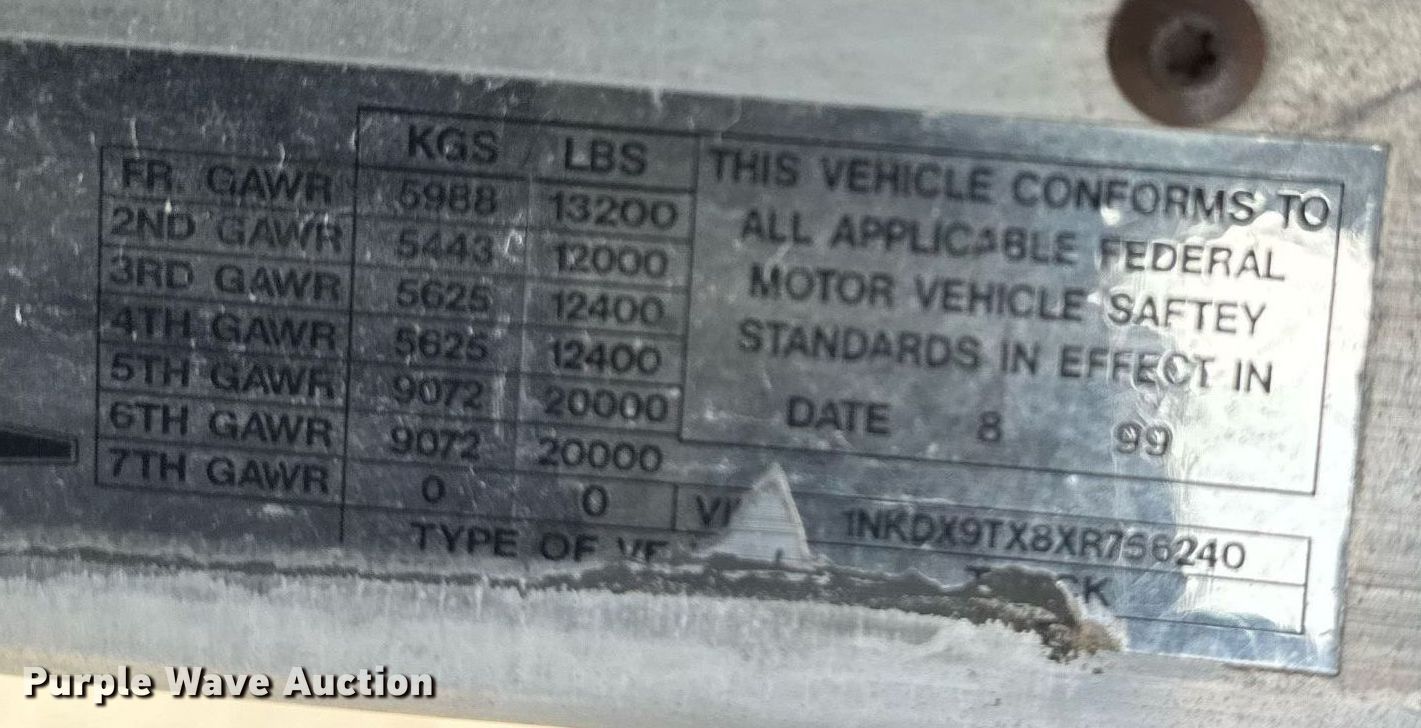 KGS LBS
FR. GAWR 5988 13200
2ND GAWR 5443 12000
3RD GAWR 5625 12400
4TH GAWR 5625 12400
5TH GAWR 9072 20000
6TH GAWR 9072 20000
7TH GAWR 0 0
THIS VEHICLE CONFORMS TO
ALL APPLICABLE FEDERAL
MOTOR VEHICLE SAFTEY
STANDARDS IN EFFECT IN
DATE 8 99
1NKDX9TX8XR756240
TYPE OF
Purple Wave Auction